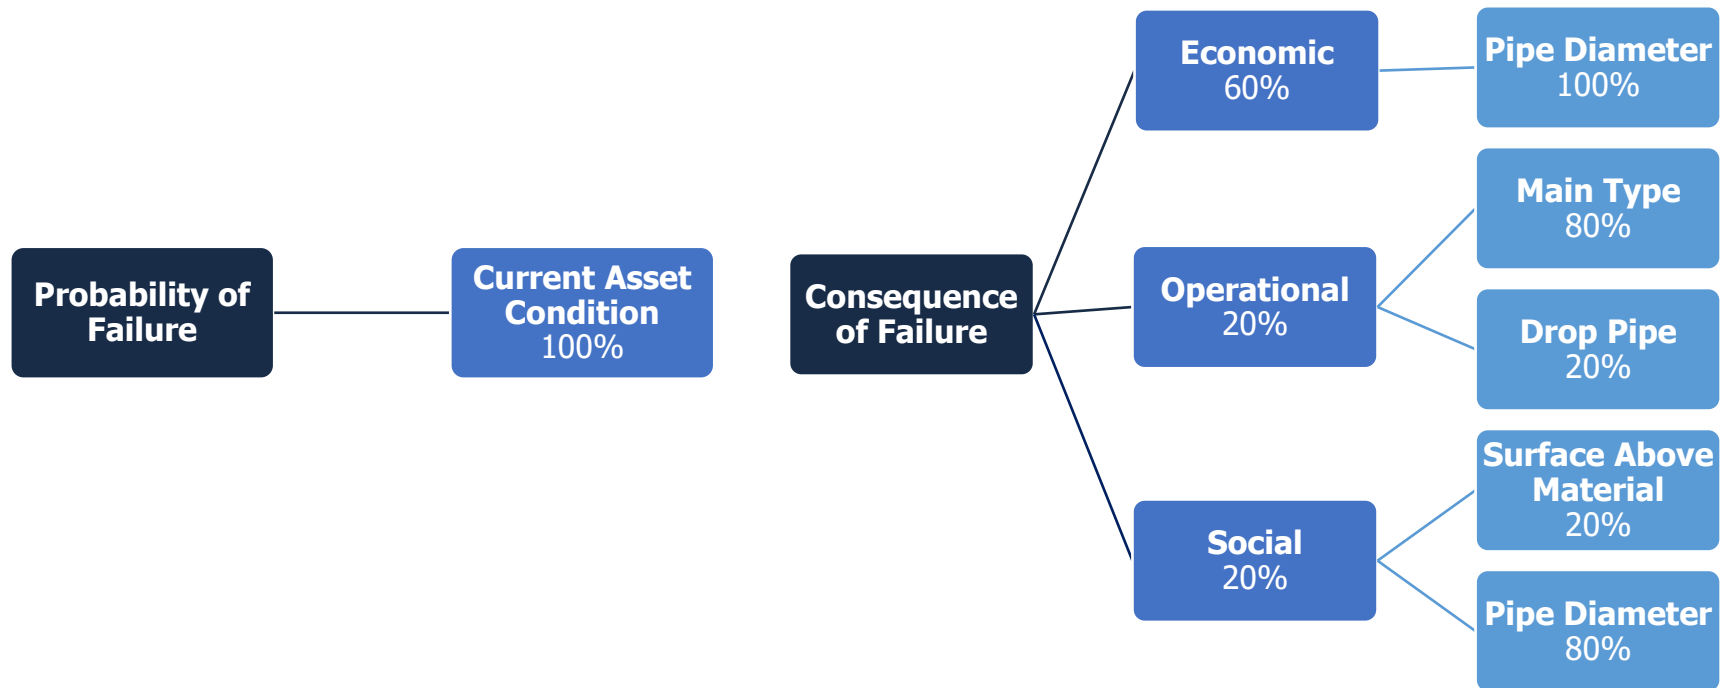 Probability of
Failure
Current Asset
Condition
100%
Consequence
of Failure
Economic
60%
Pipe Diameter
100%
Operational
20%
Main Type
80%
Drop Pipe
20%
Social
20%
Surface Above
Material
20%
Pipe Diameter
80%